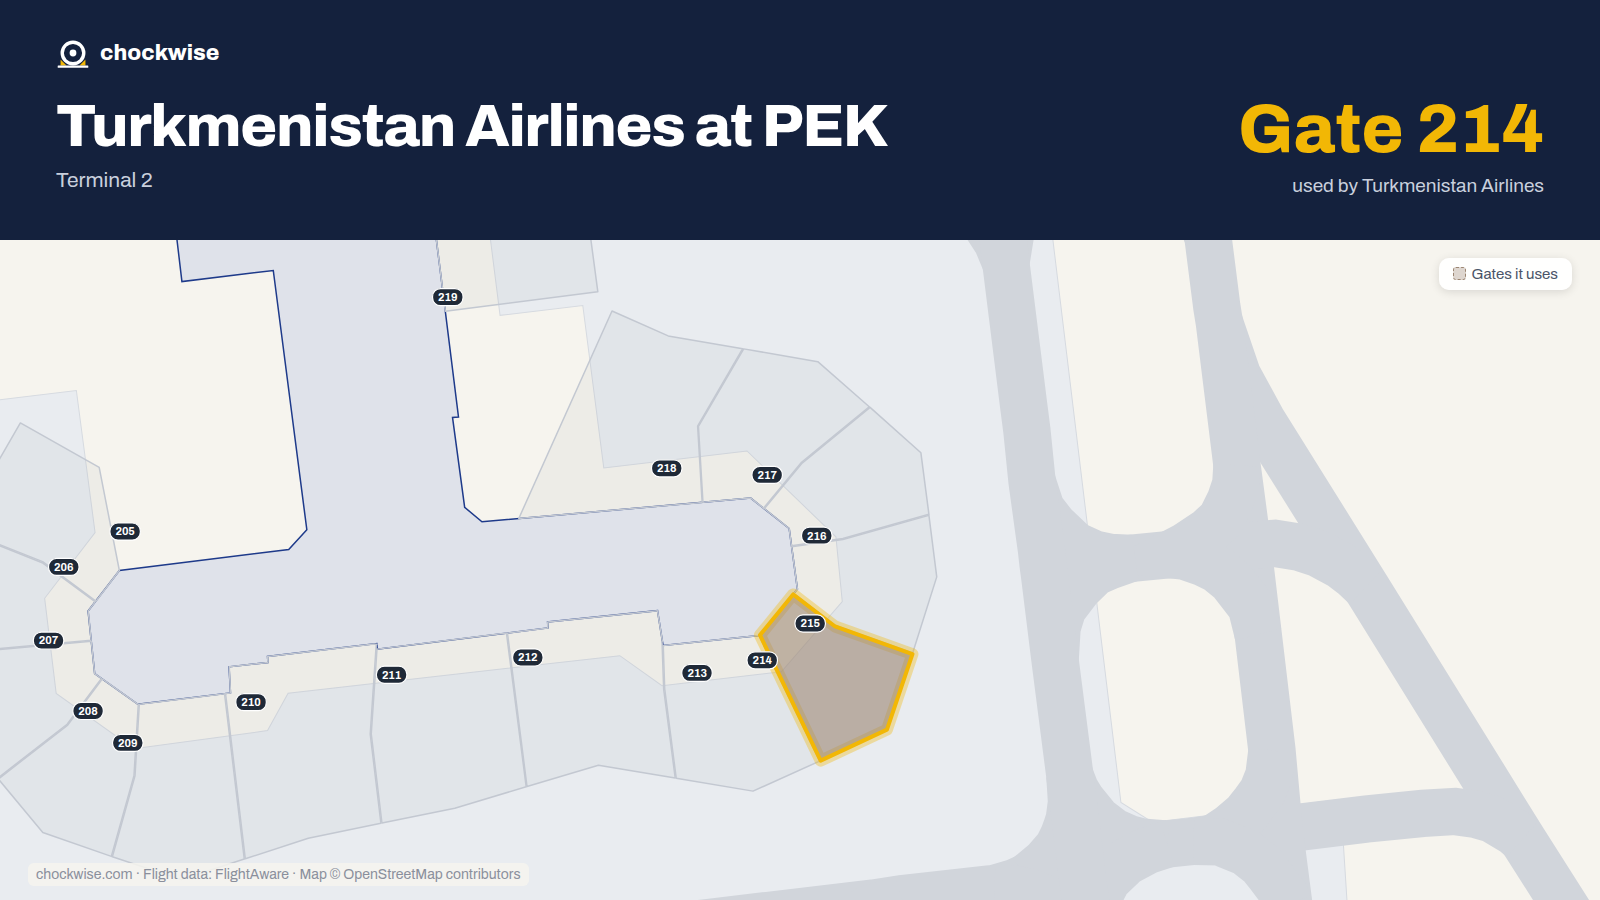 chockwise
Turkmenistan Airlines at PEK
Terminal 2
Gate 214
used by Turkmenistan Airlines
Gates it uses
219
218
217
205
216
206
215
207
212
214
211
213
210
208
209
chockwise.com · Flight data: FlightAware · Map © OpenStreetMap contributors